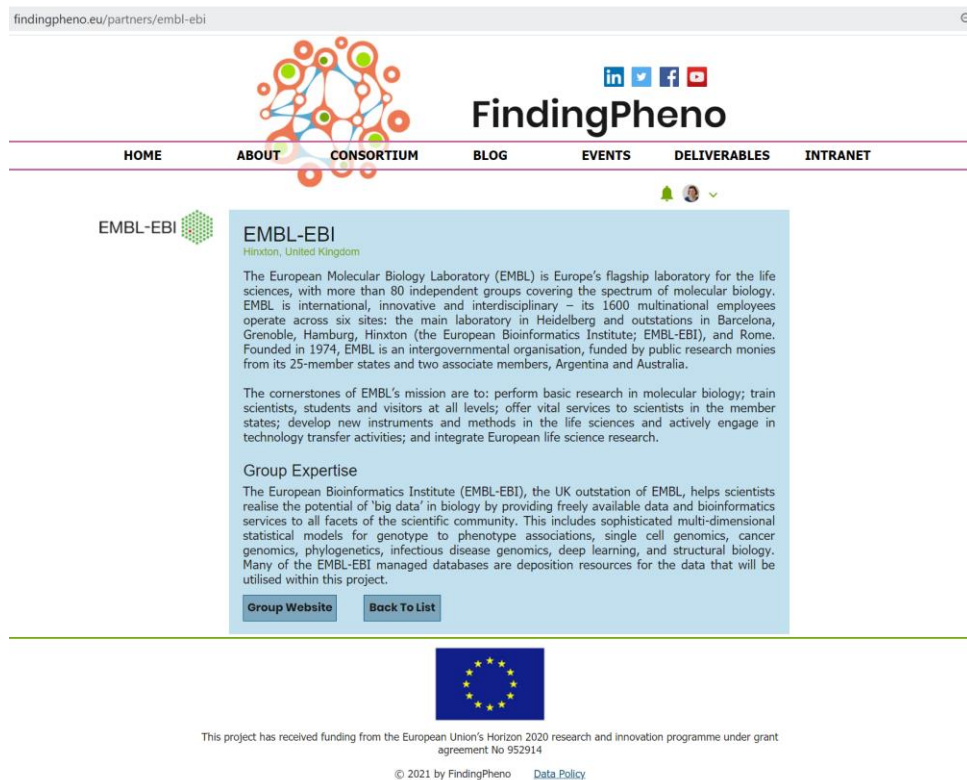 findingpheno.eu/partners/embl-ebi
FindingPheno
HOME ABOUT CONSORTIUM BLOG EVENTS DELIVERABLES INTRANET
EMBL-EBI
EMBL-EBI
Hinxton, United Kingdom
The European Molecular Biology Laboratory (EMBL) is Europe's flagship laboratory for the life
sciences, with more than 80 independent groups covering the spectrum of molecular biology.
EMBL is international, innovative and interdisciplinary – its 1600 multinational employees
operate across six sites: the main laboratory in Heidelberg and outstations in Barcelona,
Grenoble, Hamburg, Hinxton (the European Bioinformatics Institute; EMBL-EBI), and Rome.
Founded in 1974, EMBL is an intergovernmental organisation, funded by public research monies
from its 25-member states and two associate members, Argentina and Australia.
The cornerstones of EMBL's mission are to: perform basic research in molecular biology; train
scientists, students and visitors at all levels; offer vital services to scientists in the member
states; develop new instruments and methods in the life sciences and actively engage in
technology transfer activities; and integrate European life science research.
Group Expertise
The European Bioinformatics Institute (EMBL-EBI), the UK outstation of EMBL, helps scientists
realise the potential of 'big data' in biology by providing freely available data and bioinformatics
services to all facets of the scientific community. This includes sophisticated multi-dimensional
statistical models for genotype to phenotype associations, single cell genomics, cancer
genomics, phylogenetics, infectious disease genomics, deep learning, and structural biology.
Many of the EMBL-EBI managed databases are deposition resources for the data that will be
utilised within this project.
Group Website Back To List
This project has received funding from the European Union's Horizon 2020 research and innovation programme under grant
agreement No 952914
© 2021 by FindingPheno Data Policy